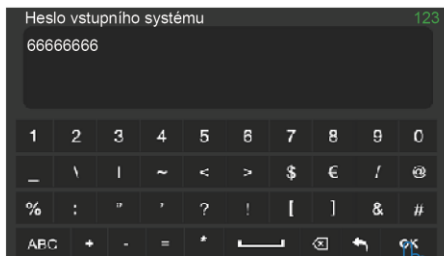 Heslo vstupního systému 123
66666666
1 2 3 4 5 6 7 8 9 0
_ \ | ~ < > $ € / @
% : " ' ? ! [ ] & #
ABC + - = * OK